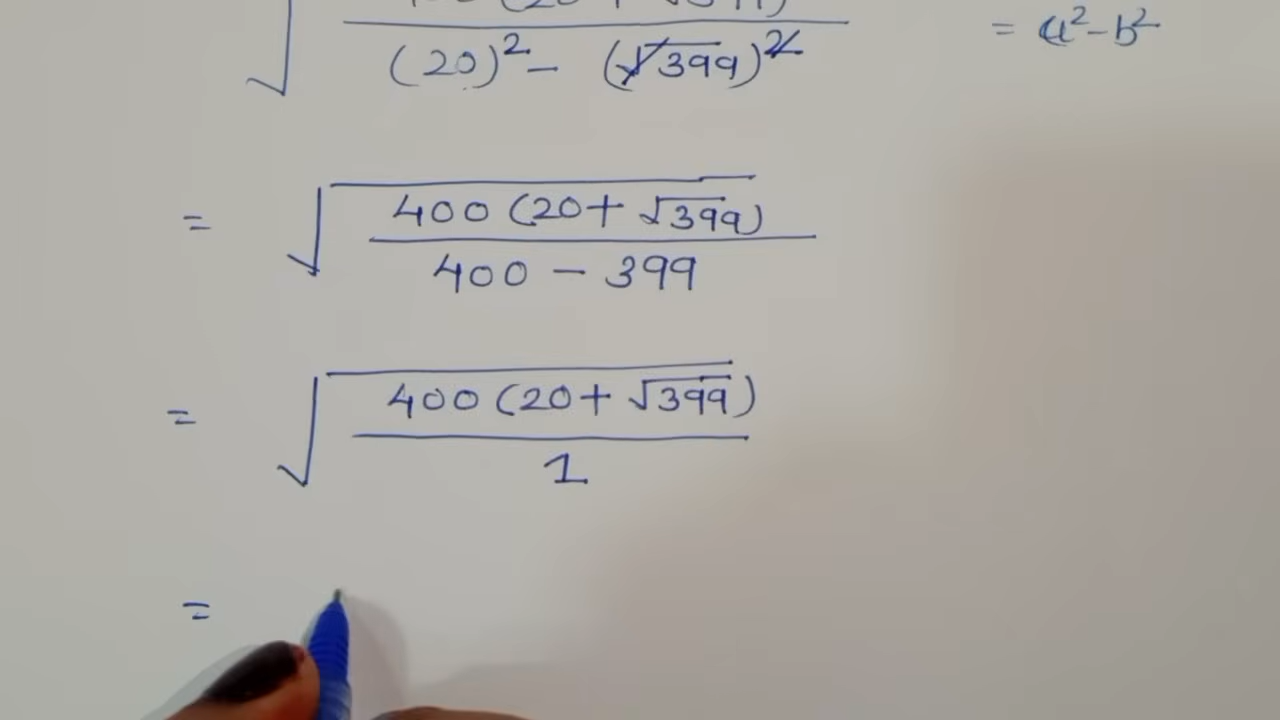 = a² - b²
(20)² - (√399)²
= √ 400 (20 + √399)
400 - 399
= √ 400 (20 + √399)
1
=